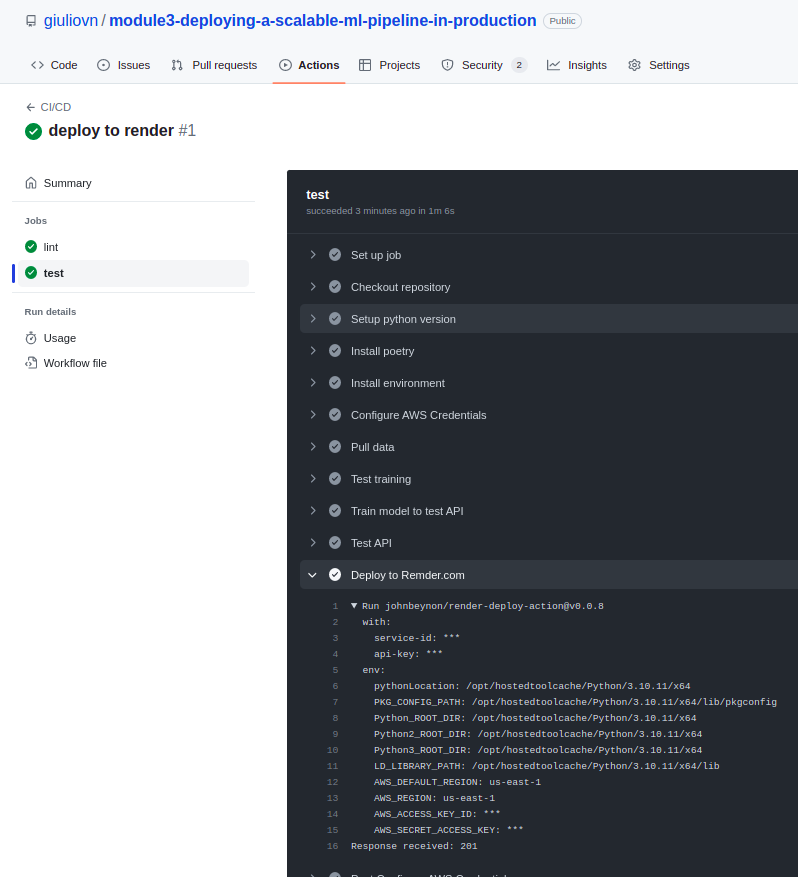 giuliovn / module3-deploying-a-scalable-ml-pipeline-in-production Public
Code Issues Pull requests Actions Projects Security 2 Insights Settings
CI/CD
deploy to render #1
Summary
Jobs
lint
test
Run details
Usage
Workflow file
test
succeeded 3 minutes ago in 1m 6s
Set up job
Checkout repository
Setup python version
Install poetry
Install environment
Configure AWS Credentials
Pull data
Test training
Train model to test API
Test API
Deploy to Remder.com
1 Run johnbeynon/render-deploy-action@v0.0.8
2 with:
3 service-id: ***
4 api-key: ***
5 env:
6 pythonLocation: /opt/hostedtoolcache/Python/3.10.11/x64
7 PKG_CONFIG_PATH: /opt/hostedtoolcache/Python/3.10.11/x64/lib/pkgconfig
8 Python_ROOT_DIR: /opt/hostedtoolcache/Python/3.10.11/x64
9 Python2_ROOT_DIR: /opt/hostedtoolcache/Python/3.10.11/x64
10 Python3_ROOT_DIR: /opt/hostedtoolcache/Python/3.10.11/x64
11 LD_LIBRARY_PATH: /opt/hostedtoolcache/Python/3.10.11/x64/lib
12 AWS_DEFAULT_REGION: us-east-1
13 AWS_REGION: us-east-1
14 AWS_ACCESS_KEY_ID: ***
15 AWS_SECRET_ACCESS_KEY: ***
16 Response received: 201